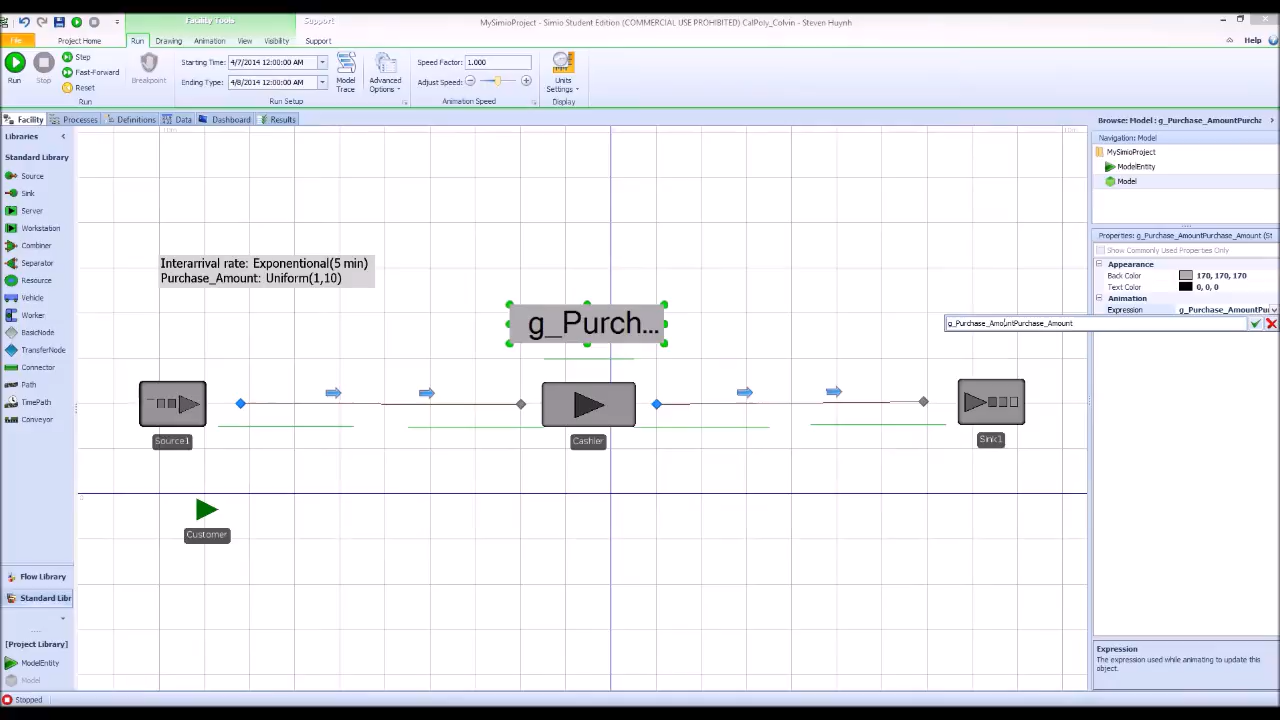 Facility Tools
Support
MySimioProject - Simio Student Edition (COMMERCIAL USE PROHIBITED) CalPoly_Colvin - Steven Huynh
File
Project Home
Run
Drawing
Animation
View
Visibility
Support
Help
Run
Stop
Step
Fast-Forward
Reset
Breakpoint
Starting Time: 4/7/2014 12:00:00 AM
Ending Type: 4/8/2014 12:00:00 AM
Model
Trace
Advanced
Options
Speed Factor: 1.000
Adjust Speed:
Units
Settings
Run
Run Setup
Animation Speed
Display
Facility
Processes
Definitions
Data
Dashboard
Results
Libraries
Standard Library
Source
Sink
Server
Workstation
Combiner
Separator
Resource
Vehicle
Worker
BasicNode
TransferNode
Connector
Path
TimePath
Conveyor
Flow Library
Standard Libr
[Project Library]
ModelEntity
Model
Stopped
Interarrival rate: Exponentional(5 min)
Purchase_Amount: Uniform(1,10)
g_Purch...
Source1
Cashier
Sink1
Customer
Browse: Model : g_Purchase_AmountPurcha
Navigation: Model
MySimioProject
ModelEntity
Model
Properties: g_Purchase_AmountPurchase_Amount (St
Show Commonly Used Properties Only
Appearance
Back Color 170, 170, 170
Text Color 0, 0, 0
Animation
Expression g_Purchase_AmountPu
g_Purchase_AmountPurchase_Amount
Expression
The expression used while animating to update this
object.